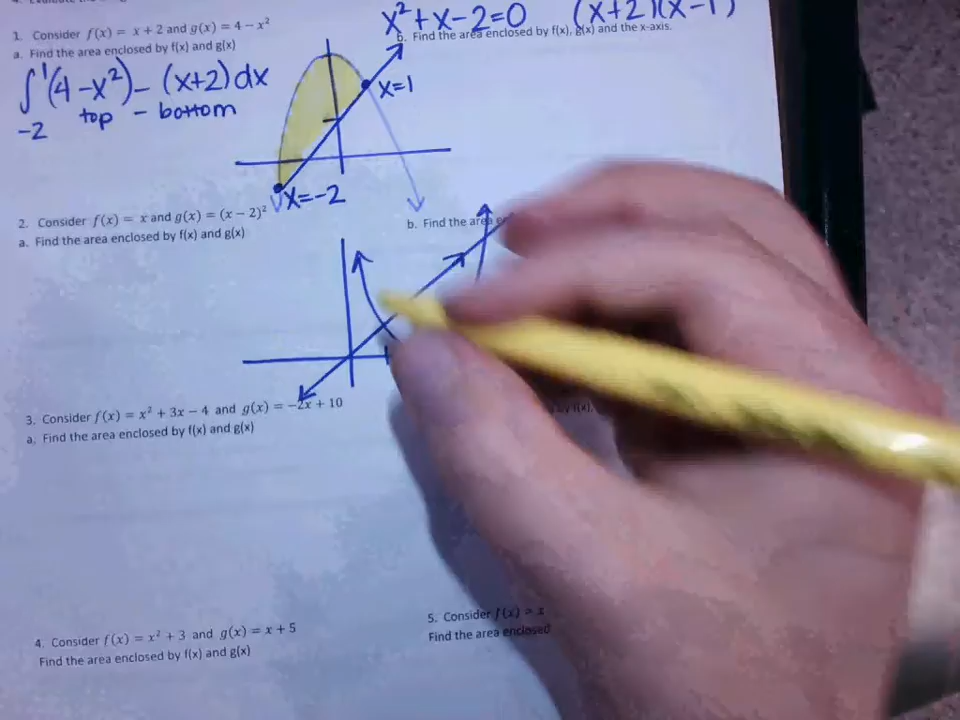 x²+x-2=0 (x+2)(x-1)
1. Consider f(x) = x + 2 and g(x) = 4 − x²
a. Find the area enclosed by f(x) and g(x)
b. Find the area enclosed by f(x), g(x) and the x-axis.
∫ 1 -2 (4-x²) - (x+2) dx
top - bottom
x=1
x=-2
2. Consider f(x) = x and g(x) = (x − 2)²
a. Find the area enclosed by f(x) and g(x)
b. Find the area
3. Consider f(x) = x² + 3x − 4 and g(x) = −2x + 10
a. Find the area enclosed by f(x) and g(x)
by f(x),
4. Consider f(x) = x² + 3 and g(x) = x + 5
Find the area enclosed by f(x) and g(x)
5. Consider f(x) = x
Find the area enclosed